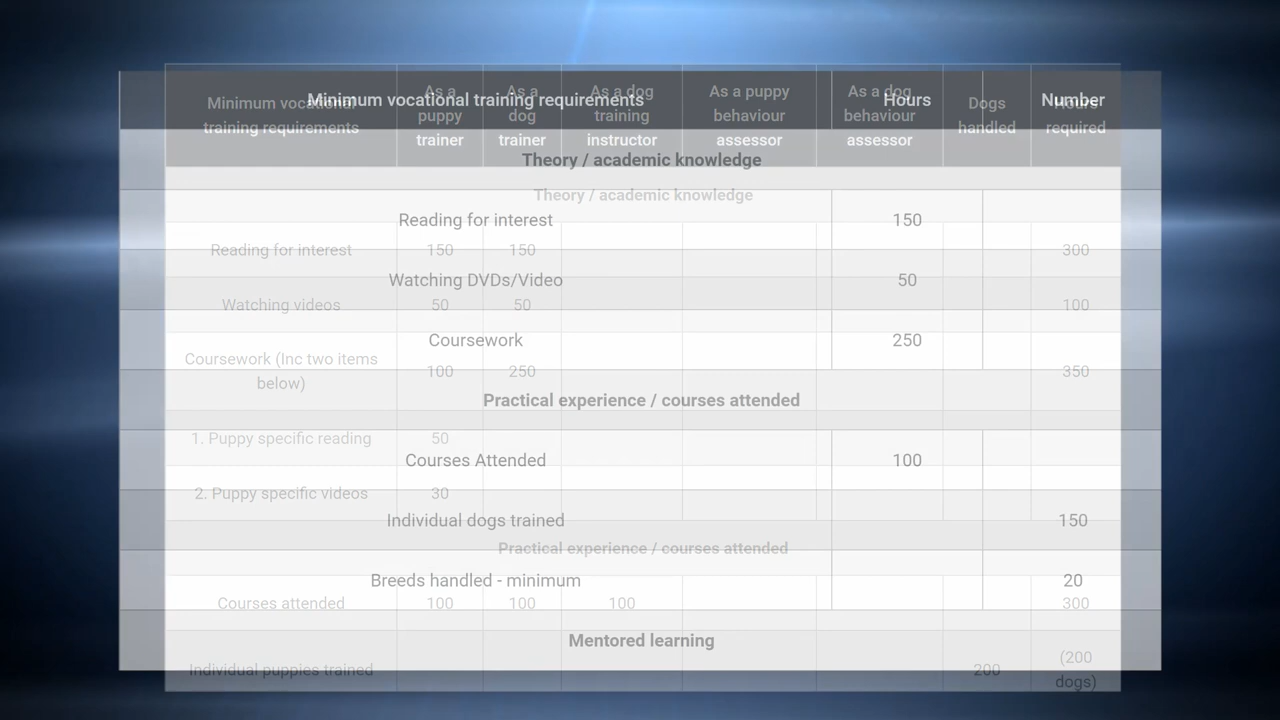 Minimum vocational training requirements Hours Number
Theory / academic knowledge
Reading for interest 150
Watching DVDs/Video 50
Coursework 250
Practical experience / courses attended
Courses Attended 100
Individual dogs trained 150
Breeds handled - minimum 20
Mentored learning
Minimum vocational As a As a As a dog As a puppy As a dog Dogs Hours
training requirements puppy dog training behaviour behaviour handled required
trainer trainer instructor assessor assessor
Theory / academic knowledge
Reading for interest 150 150 300
Watching videos 50 50 100
Coursework (Inc two items
below) 100 250 350
1. Puppy specific reading 50
2. Puppy specific videos 30
Practical experience / courses attended
Courses attended 100 100 100 300
Individual puppies trained 200 (200
dogs)